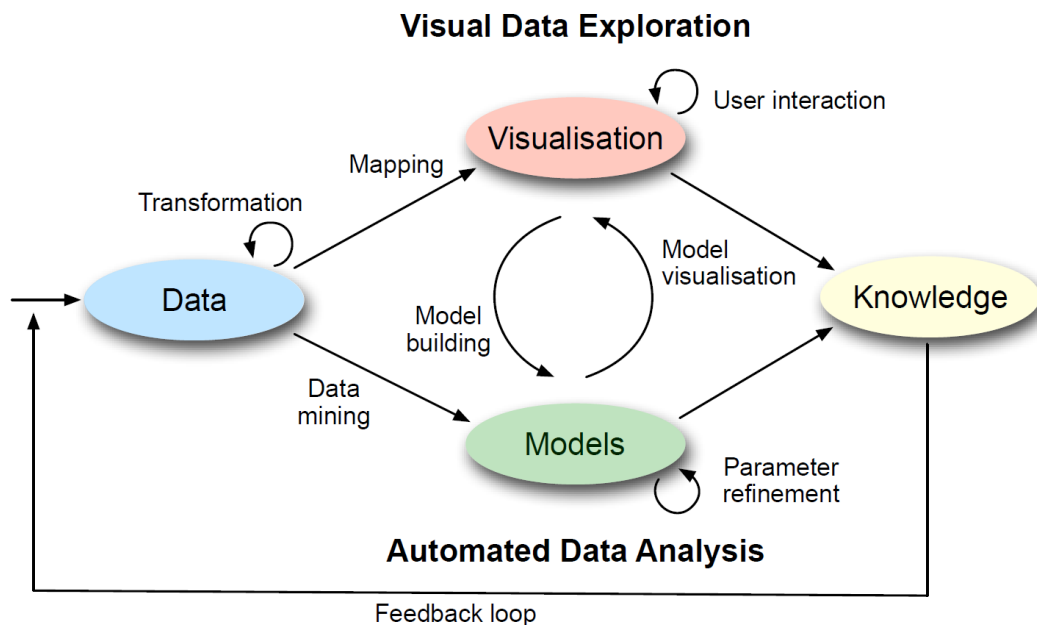 Visual Data Exploration
User interaction
Visualisation
Mapping
Transformation
Model
visualisation
Data
Knowledge
Model
building
Data
mining
Models
Parameter
refinement
Automated Data Analysis
Feedback loop